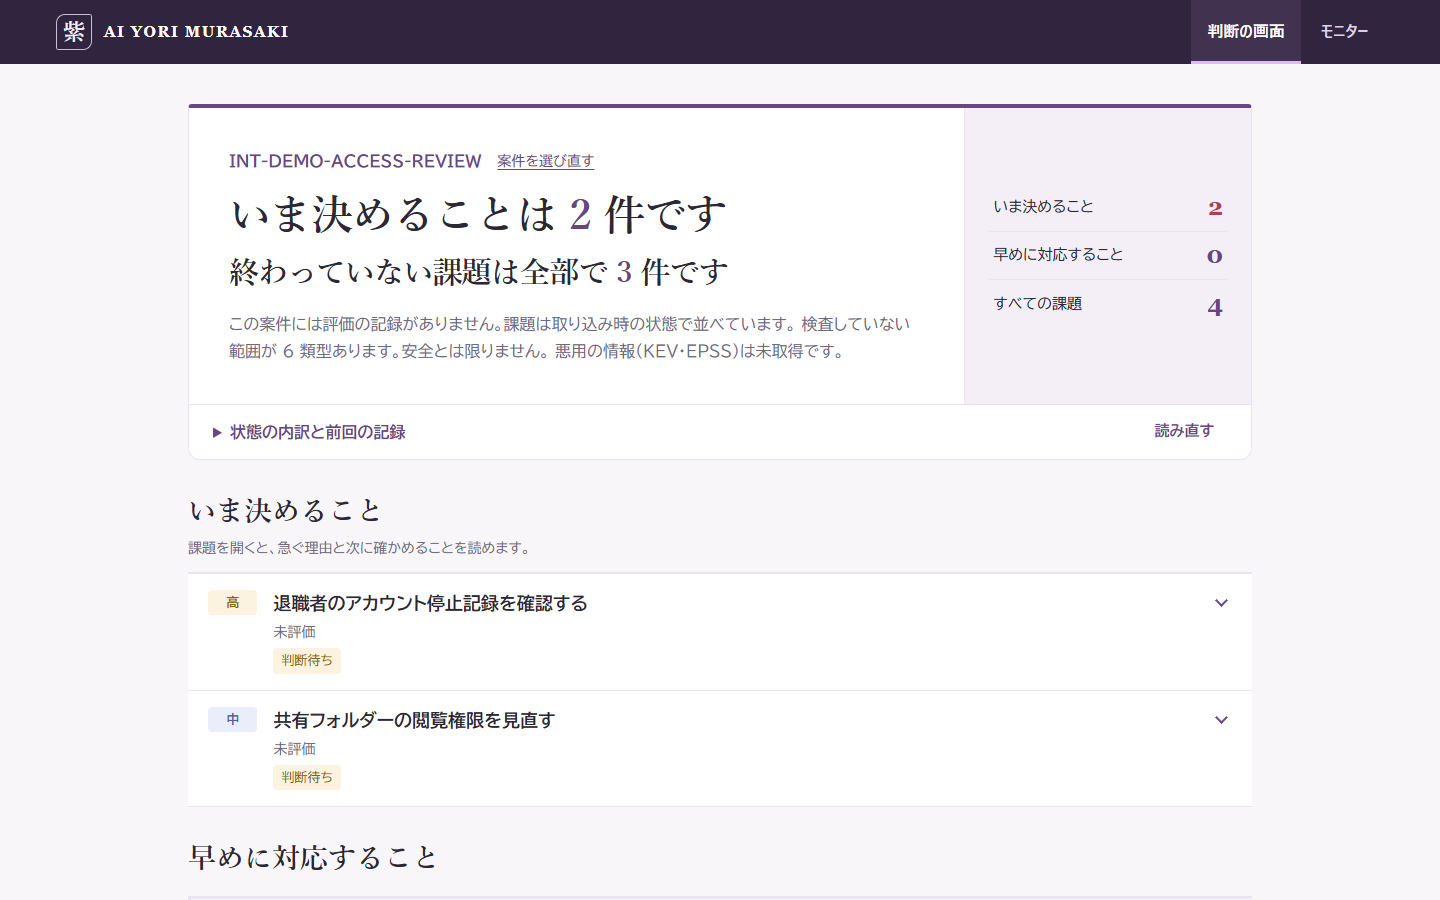 紫 AI YORI MURASAKI
判断の画面 モニター
INT-DEMO-ACCESS-REVIEW 案件を選び直す
いま決めることは 2 件です
終わっていない課題は全部で 3 件です
この案件には評価の記録がありません。課題は取り込み時の状態で並べています。検査していない
範囲が 6 類型あります。安全とは限りません。悪用の情報(KEV・EPSS)は未取得です。
いま決めること 2
早めに対応すること 0
すべての課題 4
▶ 状態の内訳と前回の記録
読み直す
いま決めること
課題を開くと、急ぐ理由と次に確かめることを読めます。
高 退職者のアカウント停止記録を確認する
未評価
判断待ち
中 共有フォルダーの閲覧権限を見直す
未評価
判断待ち
早めに対応すること